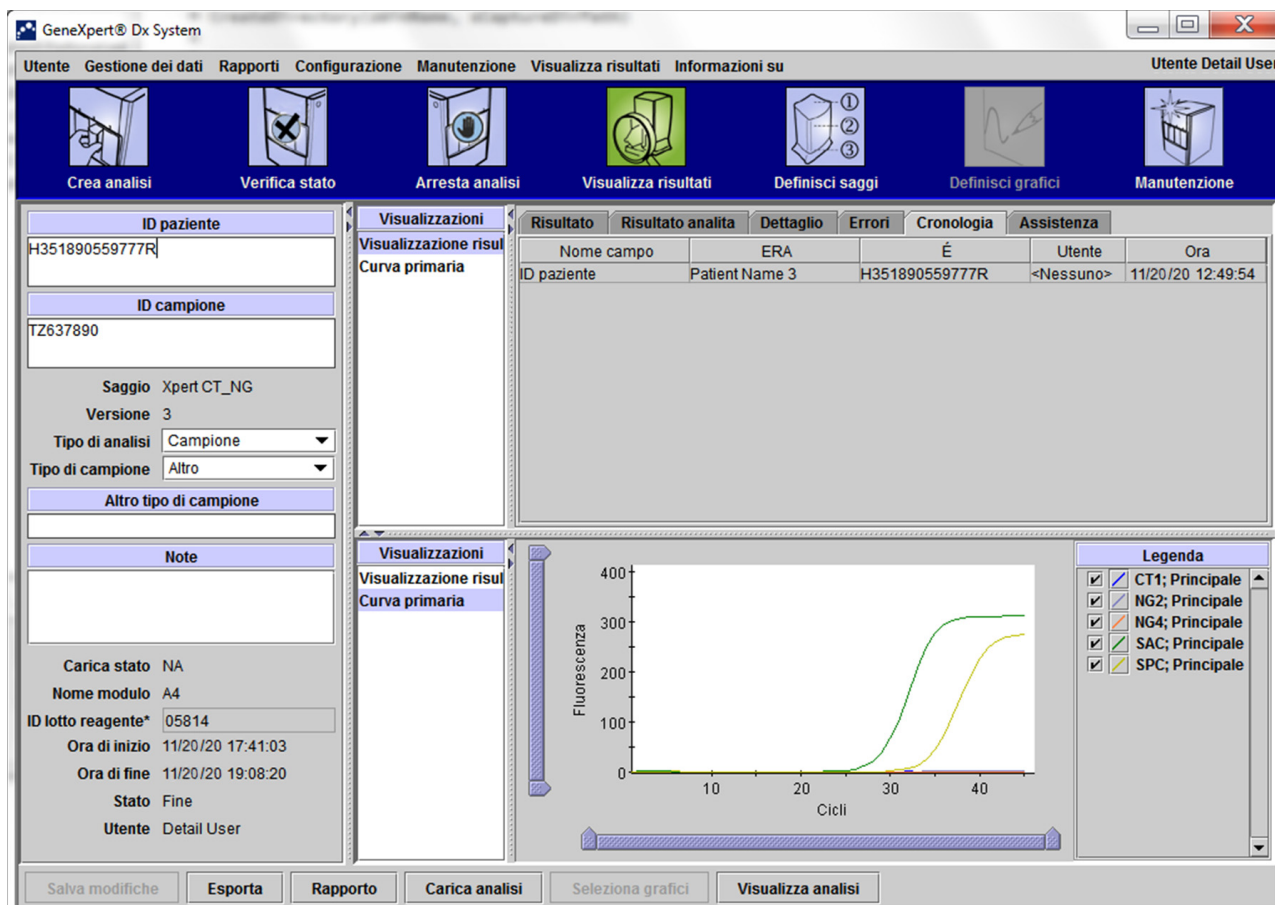 GeneXpert® Dx System
Utente Gestione dei dati Rapporti Configurazione Manutenzione Visualizza risultati Informazioni su Utente Detail User
① ② ③
Crea analisi Verifica stato Arresta analisi Visualizza risultati Definisci saggi Definisci grafici Manutenzione
ID paziente
H351890559777R
ID campione
TZ637890
Saggio Xpert CT_NG
Versione 3
Tipo di analisi Campione
Tipo di campione Altro
Altro tipo di campione
Note
Carica stato NA
Nome modulo A4
ID lotto reagente* 05814
Ora di inizio 11/20/20 17:41:03
Ora di fine 11/20/20 19:08:20
Stato Fine
Utente Detail User
Visualizzazioni
Visualizzazione risul
Curva primaria
Risultato Risultato analita Dettaglio Errori Cronologia Assistenza
Nome campo ERA É Utente Ora
ID paziente Patient Name 3 H351890559777R <Nessuno> 11/20/20 12:49:54
Visualizzazioni
Visualizzazione risul
Curva primaria
400
300
200
100
0
Fluorescenza
10 20 30 40
Cicli
Legenda
CT1; Principale
NG2; Principale
NG4; Principale
SAC; Principale
SPC; Principale
Salva modifiche Esporta Rapporto Carica analisi Seleziona grafici Visualizza analisi